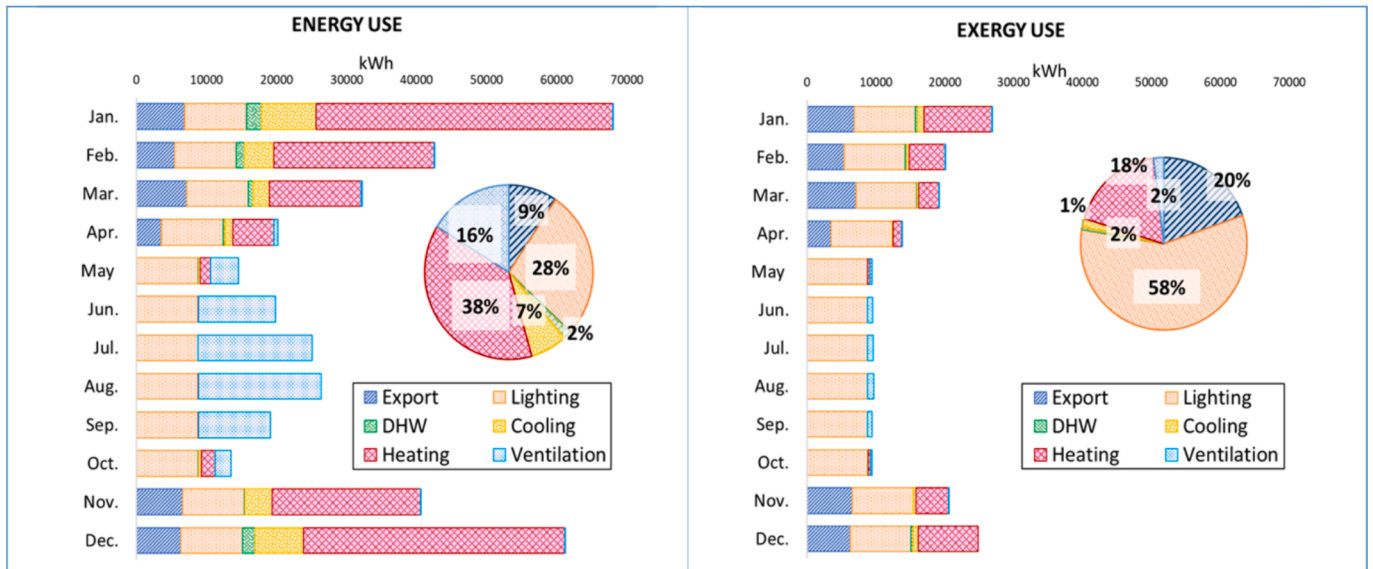 ENERGY USE
kWh
0 10000 20000 30000 40000 50000 60000 70000
Jan.
Feb.
Mar.
Apr.
May
Jun.
Jul.
Aug.
Sep.
Oct.
Nov.
Dec.
9%
28%
2%
7%
38%
16%
Export Lighting
DHW Cooling
Heating Ventilation
EXERGY USE
kWh
0 10000 20000 30000 40000 50000 60000 70000
Jan.
Feb.
Mar.
Apr.
May
Jun.
Jul.
Aug.
Sep.
Oct.
Nov.
Dec.
18%
2%
20%
1%
2%
58%
Export Lighting
DHW Cooling
Heating Ventilation